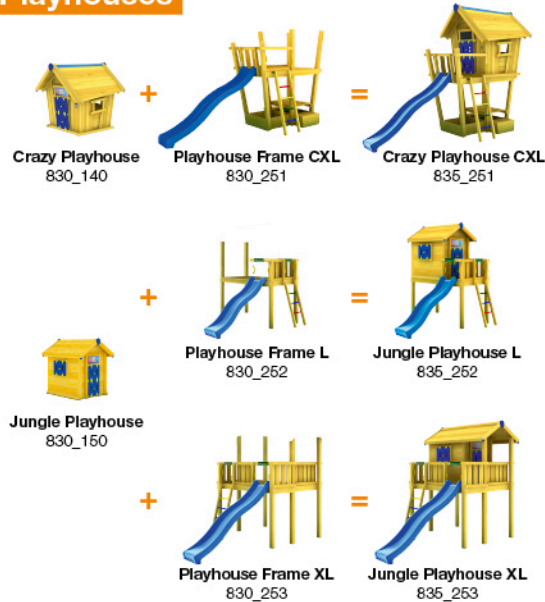 Playhouses
+
=
Crazy Playhouse
830_140
Playhouse Frame CXL
830_251
Crazy Playhouse CXL
835_251
+
=
Playhouse Frame L
830_252
Jungle Playhouse L
835_252
Jungle Playhouse
830_150
+
=
Playhouse Frame XL
830_253
Jungle Playhouse XL
835_253